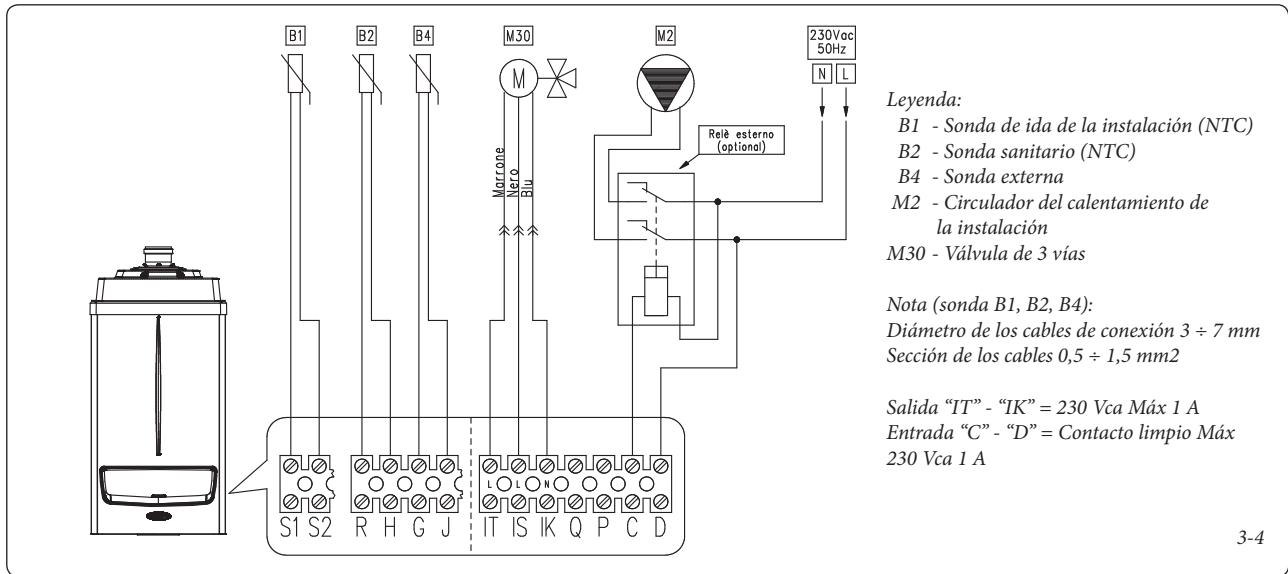 B1
B2
B4
M30
M2
230Vac
50Hz
N L
M
Relè esterno
(optional)
Marrone
Nero
Blu
L L N
S1 S2 R H G J IT IS IK Q P C D
Leyenda:
B1 - Sonda de ida de la instalación (NTC)
B2 - Sonda sanitario (NTC)
B4 - Sonda externa
M2 - Circulador del calentamiento de
la instalación
M30 - Válvula de 3 vías
Nota (sonda B1, B2, B4):
Diámetro de los cables de conexión 3 ÷ 7 mm
Sección de los cables 0,5 ÷ 1,5 mm2
Salida “IT” - “IK” = 230 Vca Máx 1 A
Entrada “C” - “D” = Contacto limpio Máx
230 Vca 1 A
3-4